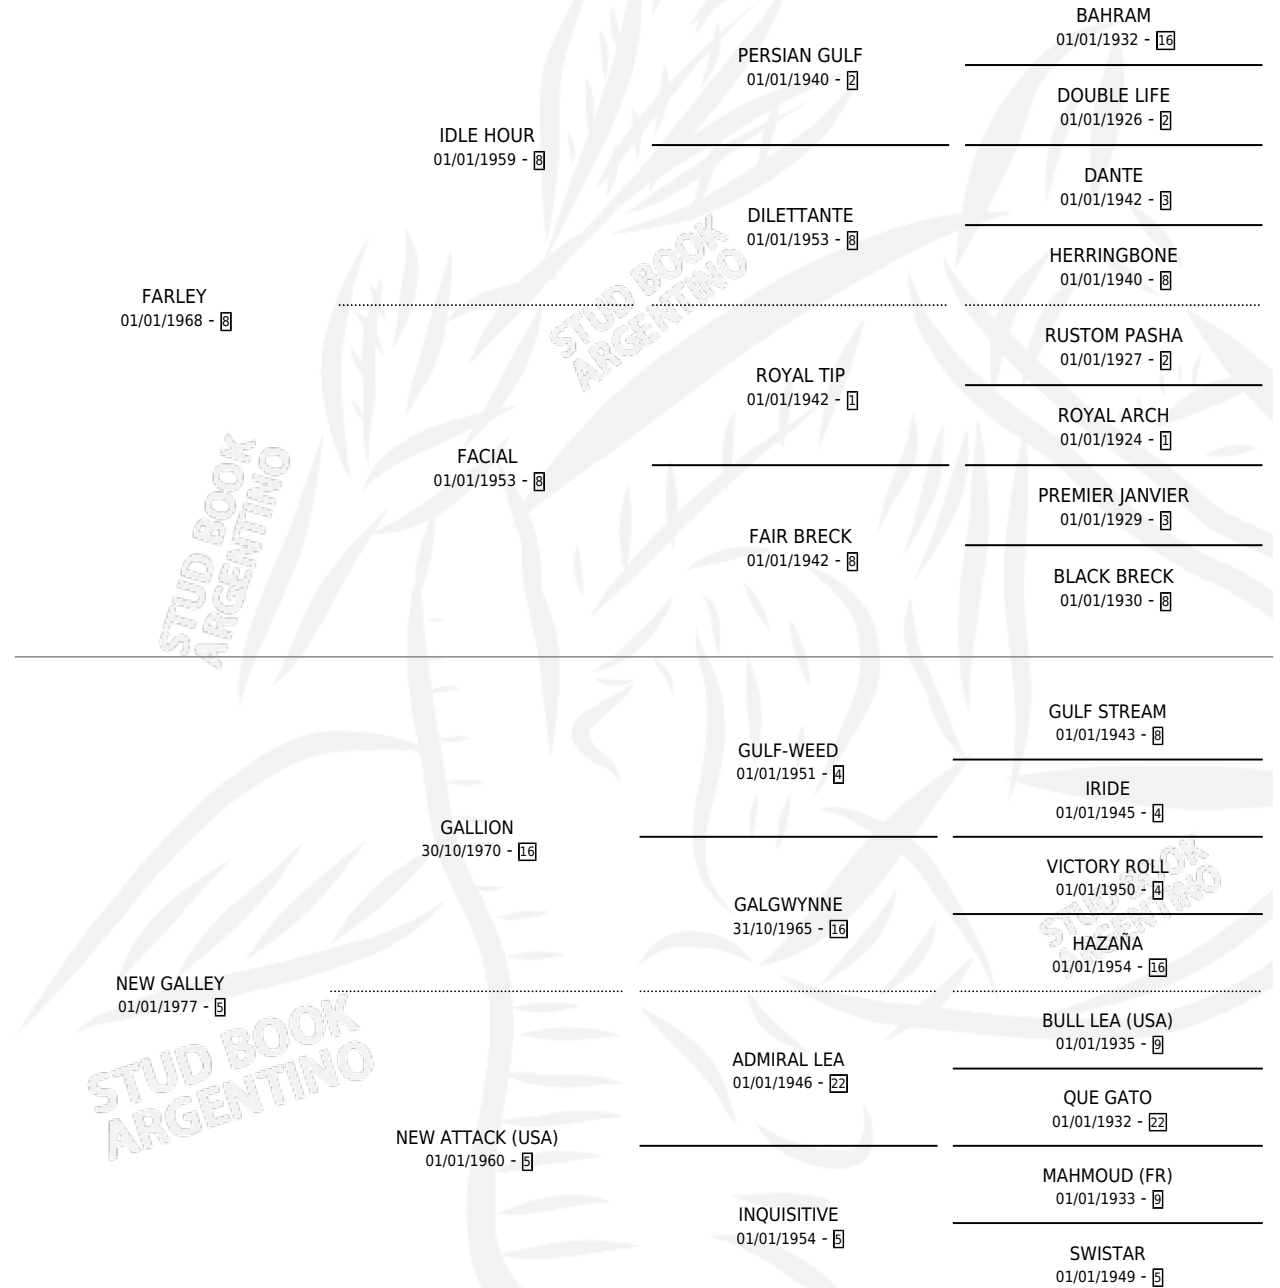 BAHRAM
01/01/1932 - 16
PERSIAN GULF
01/01/1940 - 2
DOUBLE LIFE
01/01/1926 - 2
IDLE HOUR
01/01/1959 - 8
DANTE
01/01/1942 - 3
DILETTANTE
01/01/1953 - 8
HERRINGBONE
01/01/1940 - 8
FARLEY
01/01/1968 - 8
STUD BOOK
ARGENTINO
RUSTOM PASHA
01/01/1927 - 2
ROYAL TIP
01/01/1942 - 1
ROYAL ARCH
01/01/1924 - 1
FACIAL
01/01/1953 - 8
PREMIER JANVIER
01/01/1929 - 3
FAIR BRECK
01/01/1942 - 8
BLACK BRECK
01/01/1930 - 8
STUD BOOK
ARGENTINO
GULF STREAM
01/01/1943 - 8
GULF-WEED
01/01/1951 - 4
IRIDE
01/01/1945 - 4
GALLION
30/10/1970 - 16
VICTORY ROLL
01/01/1950 - 4
GALGWYNNE
31/10/1965 - 16
HAZAÑA
01/01/1954 - 16
STUD BOOK
ARGENTINO
NEW GALLEY
01/01/1977 - 5
BULL LEA (USA)
01/01/1935 - 9
ADMIRAL LEA
01/01/1946 - 22
QUE GATO
01/01/1932 - 22
STUD BOOK
ARGENTINO
NEW ATTACK (USA)
01/01/1960 - 5
MAHMOUD (FR)
01/01/1933 - 9
INQUISITIVE
01/01/1954 - 5
SWISTAR
01/01/1949 - 5